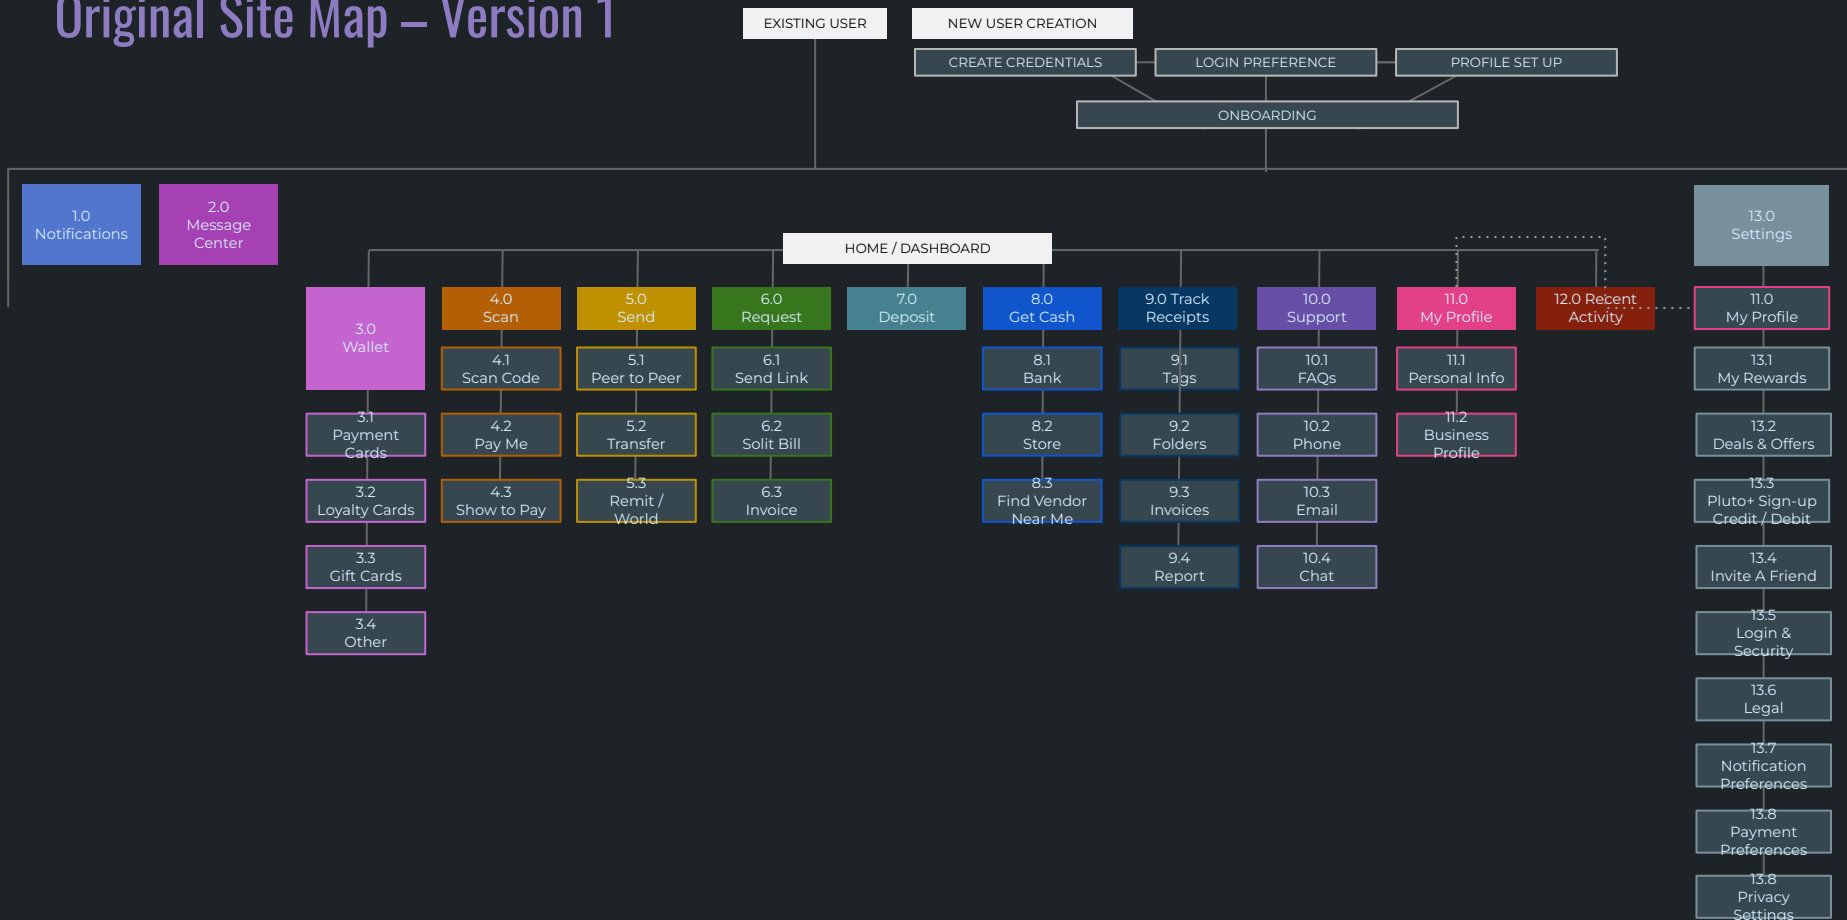 Original Site Map – Version 1
EXISTING USER
NEW USER CREATION
CREATE CREDENTIALS
LOGIN PREFERENCE
PROFILE SET UP
ONBOARDING
1.0
Notifications
2.0
Message
Center
HOME / DASHBOARD
3.0
Wallet
3.1
Payment
Cards
3.2
Loyalty Cards
3.3
Gift Cards
3.4
Other
4.0
Scan
4.1
Scan Code
4.2
Pay Me
4.3
Show to Pay
5.0
Send
5.1
Peer to Peer
5.2
Transfer
5.3
Remit /
World
6.0
Request
6.1
Send Link
6.2
Solit Bill
6.3
Invoice
7.0
Deposit
8.0
Get Cash
8.1
Bank
8.2
Store
8.3
Find Vendor
Near Me
9.0 Track
Receipts
9.1
Tags
9.2
Folders
9.3
Invoices
9.4
Report
10.0
Support
10.1
FAQs
10.2
Phone
10.3
Email
10.4
Chat
11.0
My Profile
11.1
Personal Info
11.2
Business
Profile
12.0 Recent
Activity
13.0
Settings
11.0
My Profile
13.1
My Rewards
13.2
Deals & Offers
13.3
Pluto+ Sign-up
Credit / Debit
13.4
Invite A Friend
13.5
Login &
Security
13.6
Legal
13.7
Notification
Preferences
13.8
Payment
Preferences
13.8
Privacy
Settings